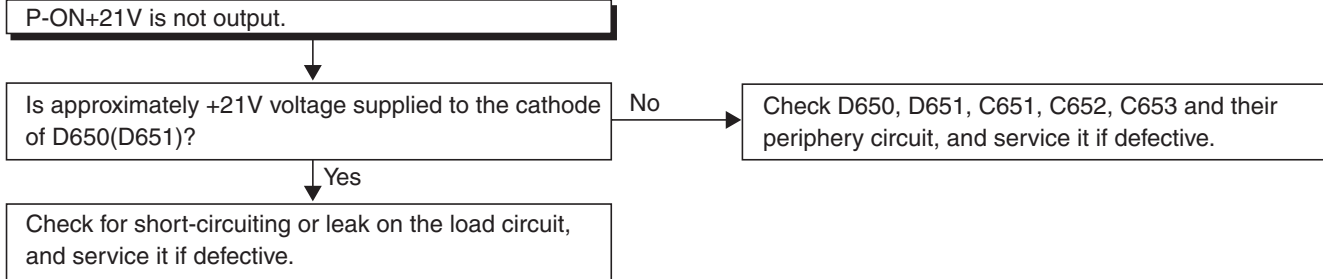 P-ON+21V is not output.
Is approximately +21V voltage supplied to the cathode
of D650(D651)?
No
Check D650, D651, C651, C652, C653 and their
periphery circuit, and service it if defective.
Yes
Check for short-circuiting or leak on the load circuit,
and service it if defective.